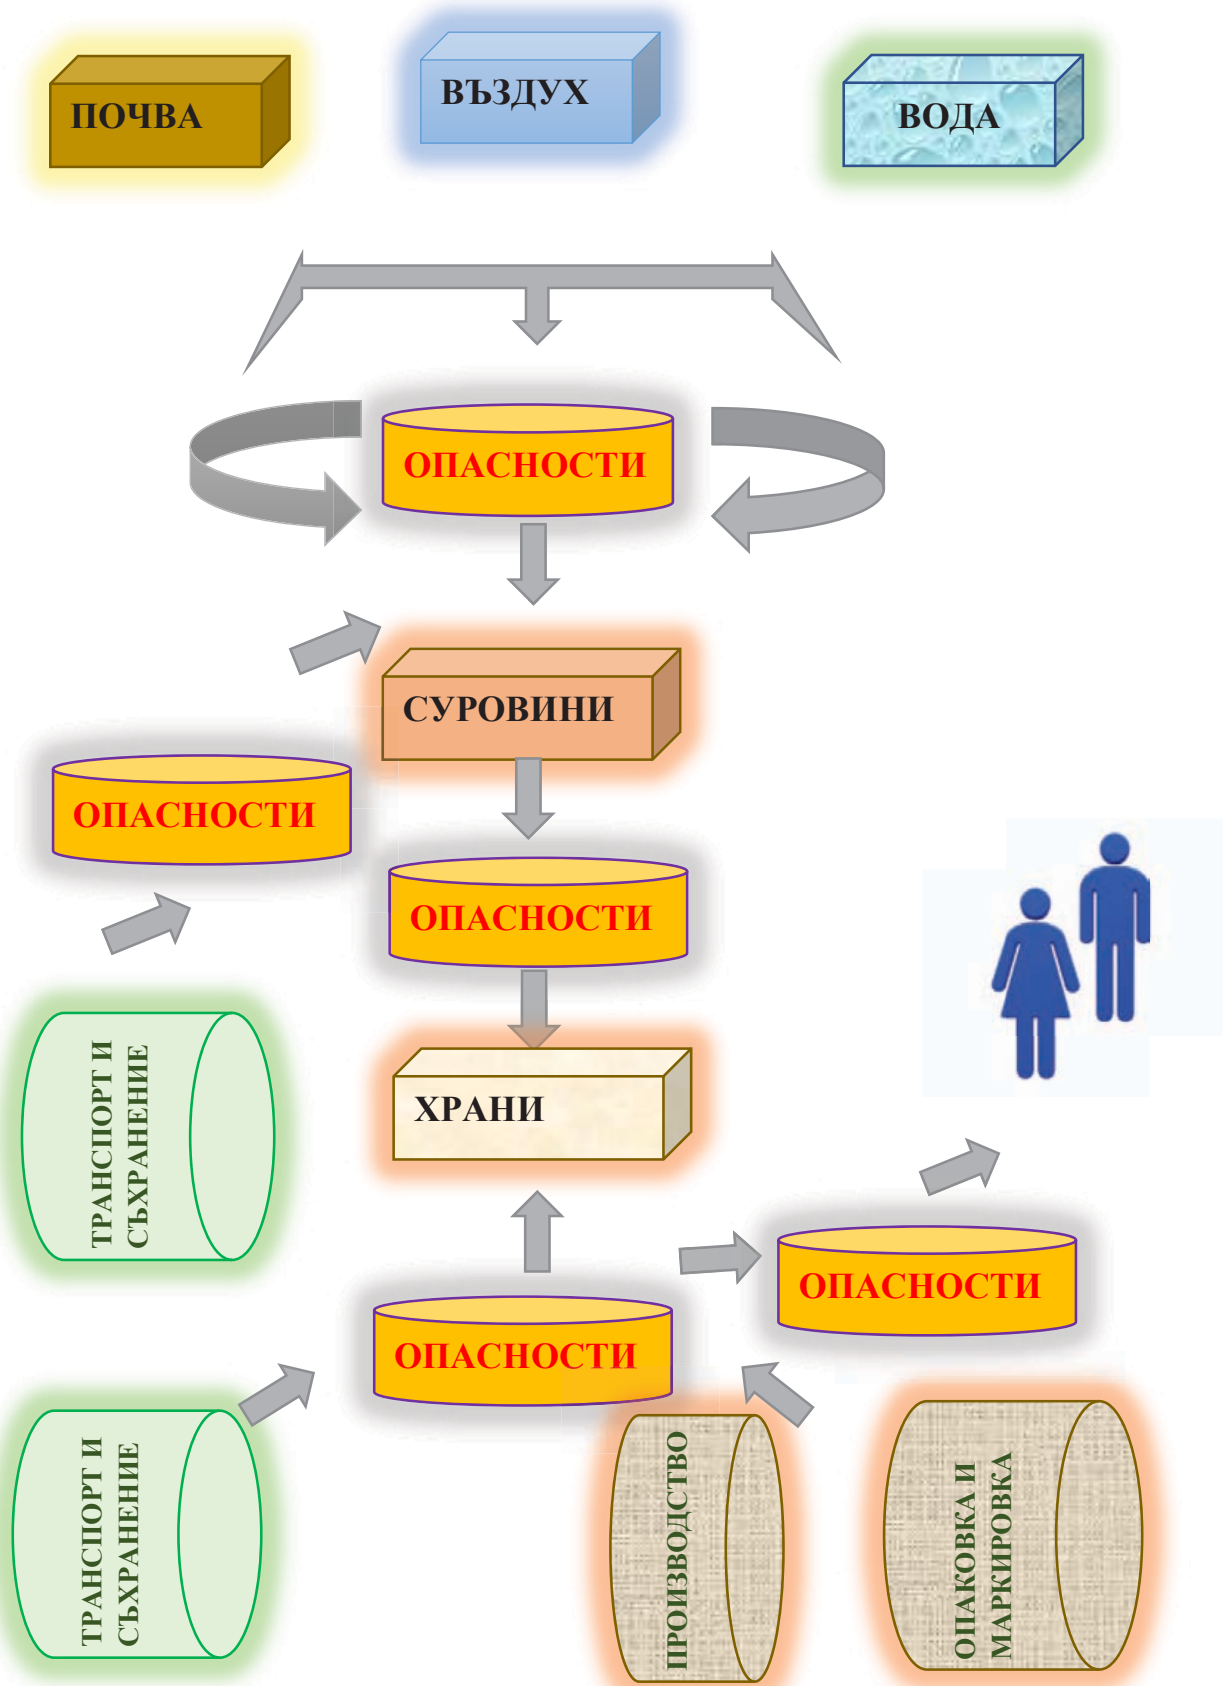 ПОЧВА
ВЪЗДУХ
ВОДА
ОПАСНОСТИ
СУРОВИНИ
ОПАСНОСТИ
ОПАСНОСТИ
ТРАНСПОРТ И
СЪХРАНЕНИЕ
ХРАНИ
ОПАСНОСТИ
ОПАСНОСТИ
ТРАНСПОРТ И
СЪХРАНЕНИЕ
ПРОИЗВОДСТВО
ОПАКОВКА И
МАРКИРОВКА